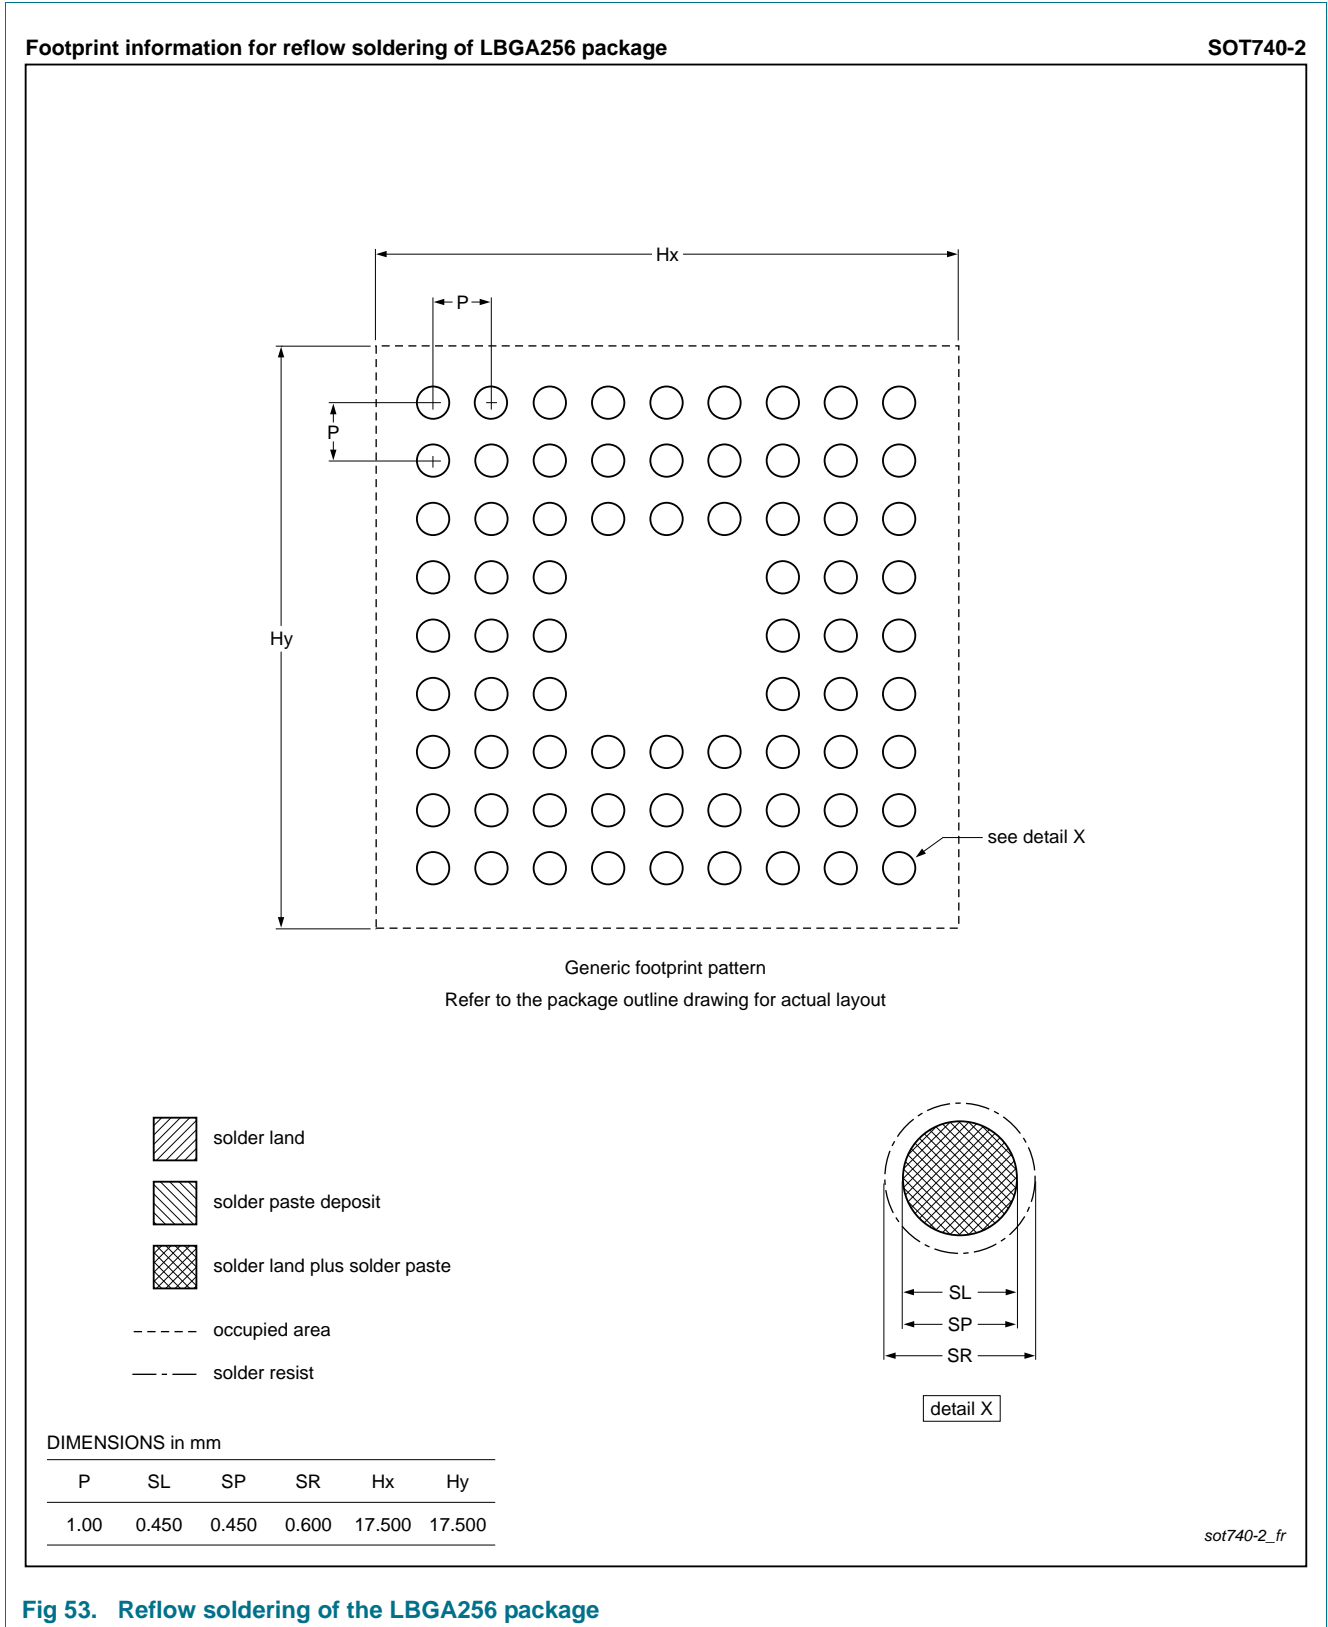 Footprint information for reflow soldering of LBGA256 package SOT740-2
Hx
P
P
Hy
see detail X
Generic footprint pattern
Refer to the package outline drawing for actual layout
solder land
solder paste deposit
solder land plus solder paste
occupied area
solder resist
SL
SP
SR
detail X
DIMENSIONS in mm
P SL SP SR Hx Hy
1.00 0.450 0.450 0.600 17.500 17.500
sot740-2_fr
Fig 53. Reflow soldering of the LBGA256 package